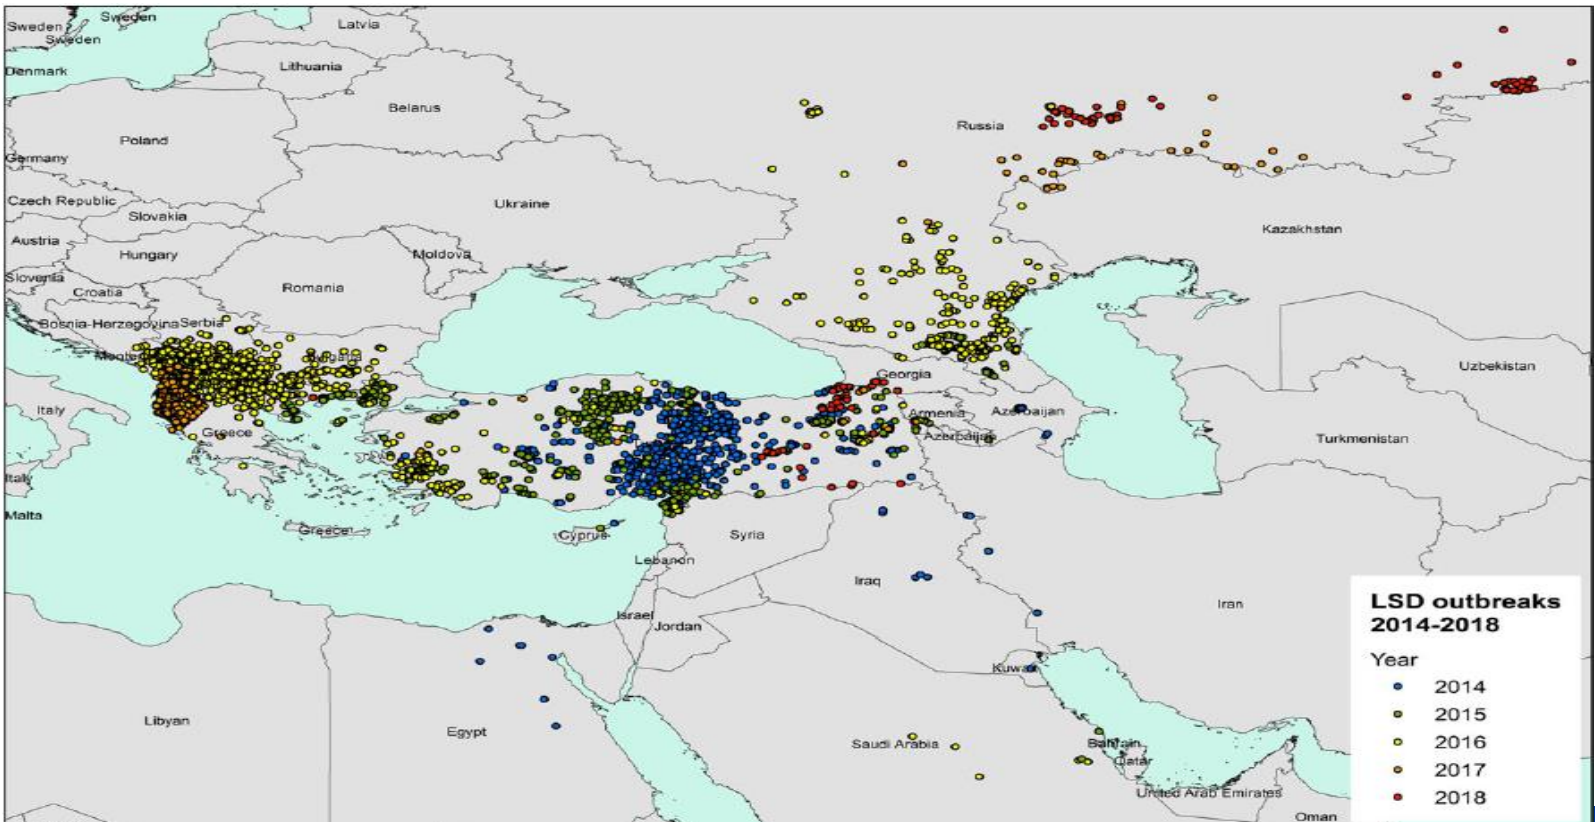 Sweden
Sweden
Sweden
Latvia
Denmark
Lithuania
Belarus
Poland
Russia
Germany
Czech Republic
Slovakia
Ukraine
Kazakhstan
Austria
Hungary
Moldova
Slovenia
Croatia
Romania
Bosnia-Herzegovina
Serbia
Uzbekistan
Georgia
Italy
Armenia
Azerbaijan
Azerbaijan
Greece
Turkmenistan
Italy
Malta
Greece
Cyprus
Syria
Lebanon
Iraq
Iran
Israel
Jordan
Libyan
Egypt
Saudi Arabia
Bahrain
Qatar
United Arab Emirates
Oman
LSD outbreaks
2014-2018
Year
2014
2015
2016
2017
2018